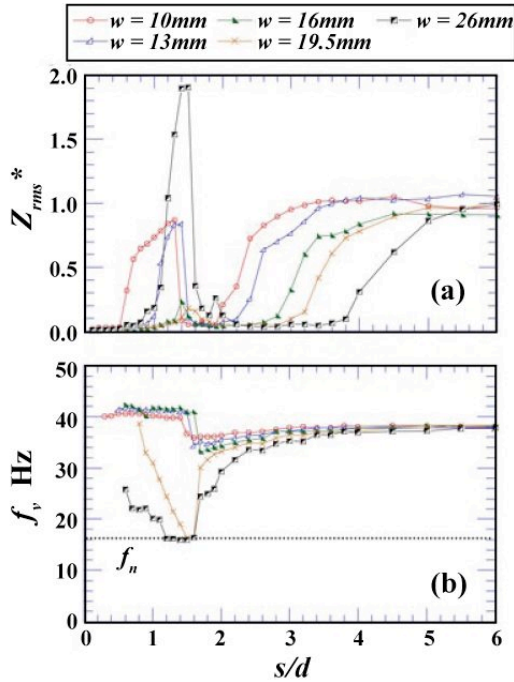 w = 10mm w = 16mm w = 26mm
w = 13mm w = 19.5mm
2.0
1.5
1.0
0.5
0.0
Zrms*
(a)
50
40
30
20
10
0
fv Hz
fn
(b)
0 1 2 3 4 5 6
s/d